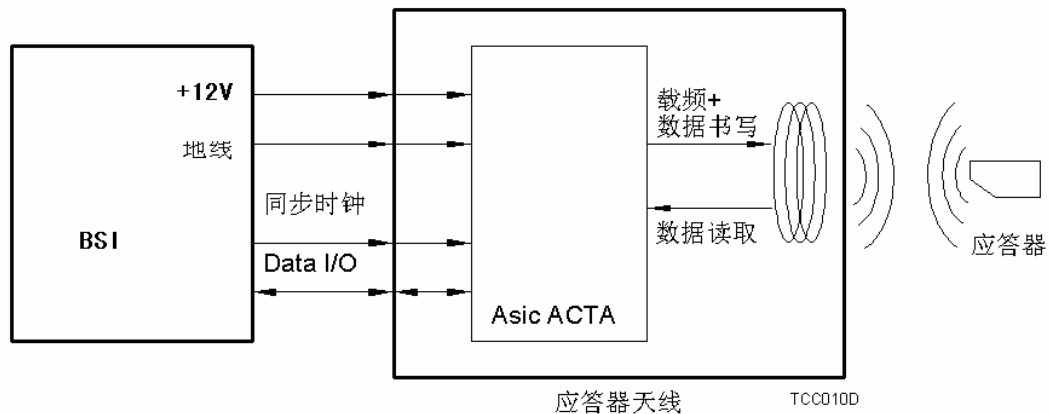 +12V
地线
同步时钟
BSI
Data I/O
载频+
数据书写
数据读取
Asic ACTA
应答器
应答器天线
TCC010D